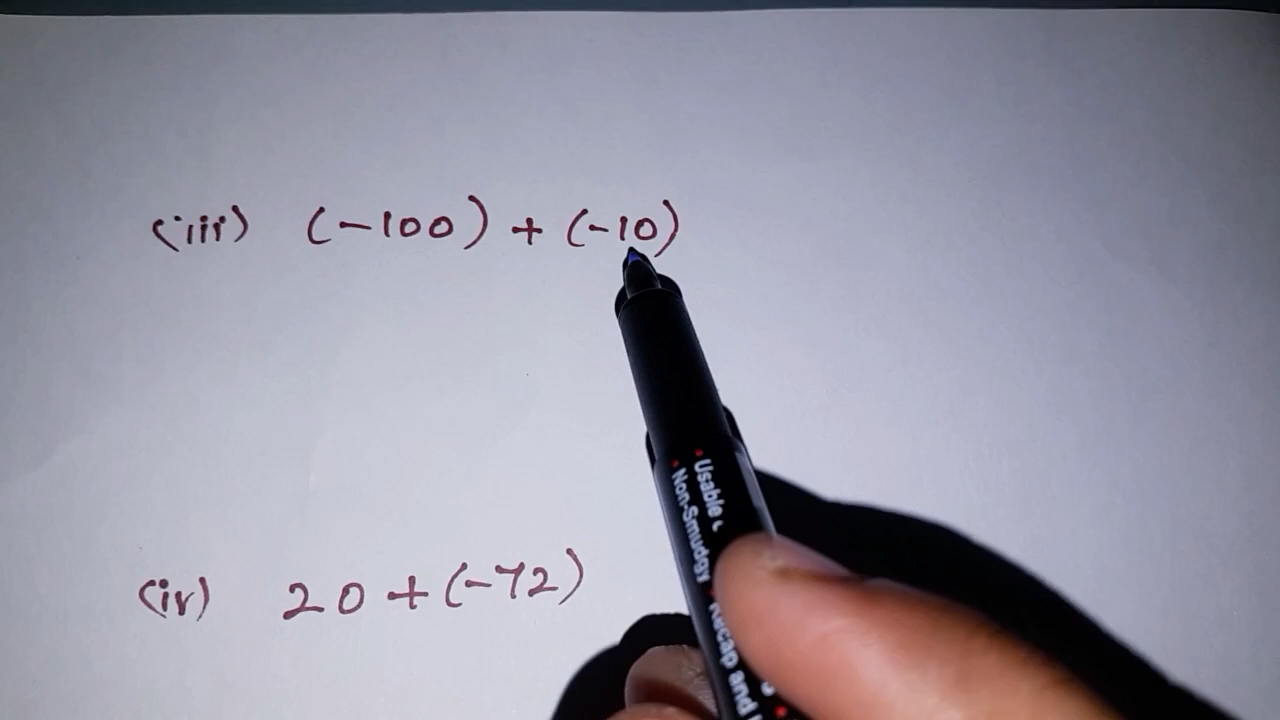 (iii) (-100) + (-10)
(iv) 20 + (-72)
• Usable
• Non-Smudgy • Recap and